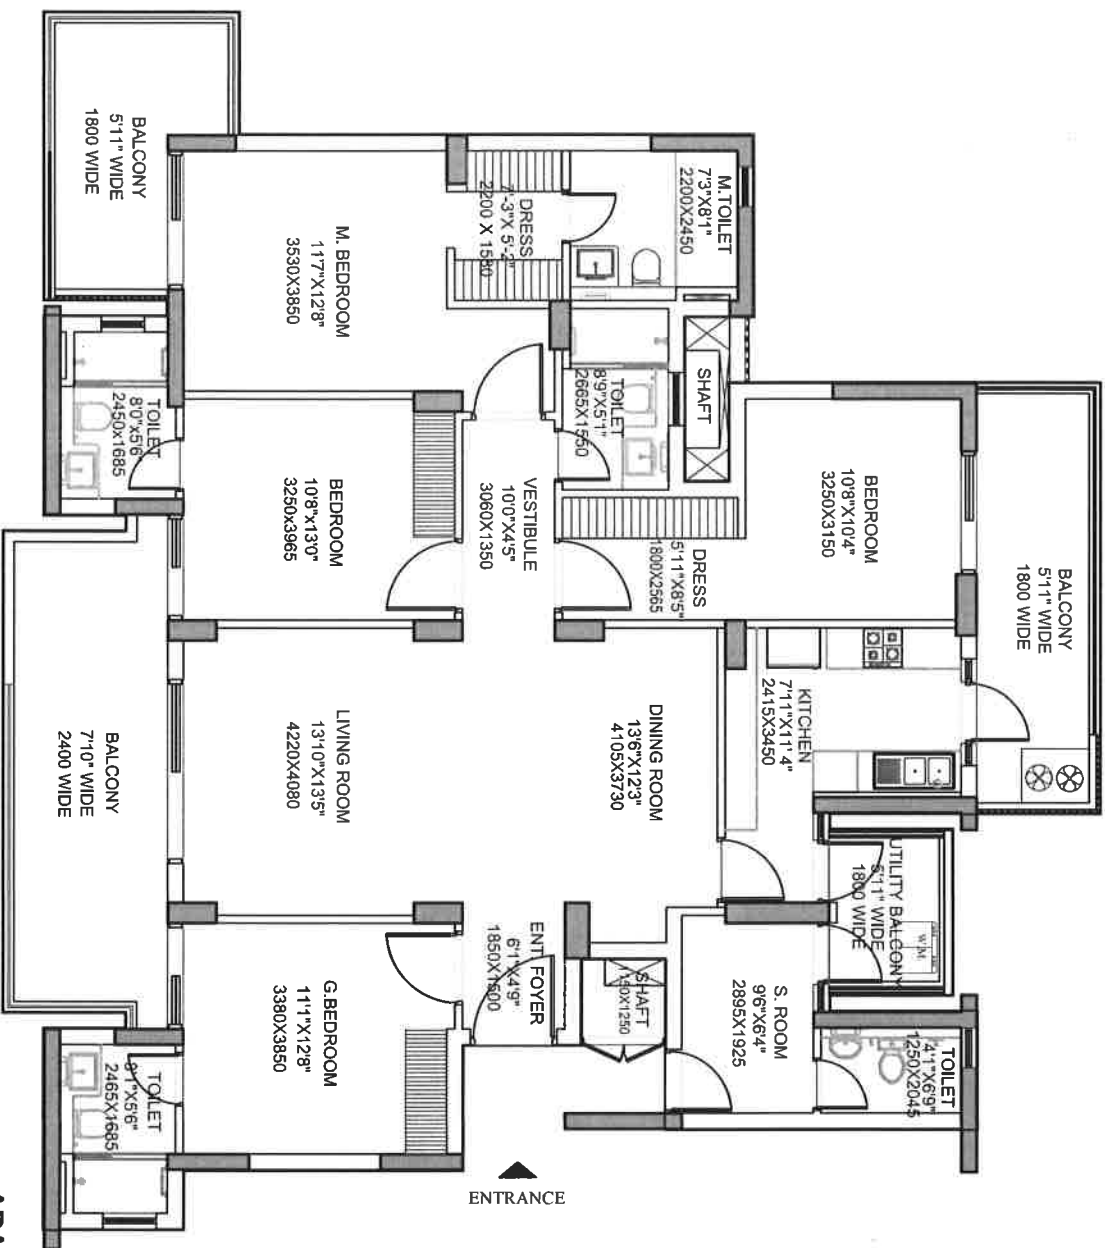 BALCONY
5'11" WIDE
1800 WIDE
M. BEDROOM
11'7"X12'8"
3530X3850
DRESS
7'-3"X 5'-2"
2200 X 1580
M.TOILET
7'3"X8'1"
2200X2450
TOILET
8'0"x5'6"
2450x1685
BEDROOM
10'8"x13'0"
3250x3965
VESTIBULE
10'0"X4'5"
3060X1350
TOILET
8'9"X5'1"
2665X1550
SHAFT
DRESS
5'11"X8'5"
1800X2565
BEDROOM
10'8"X10'4"
3250X3150
BALCONY
5'11" WIDE
1800 WIDE
BALCONY
7'10" WIDE
2400 WIDE
LIVING ROOM
13'10"X13'5"
4220X4080
DINING ROOM
13'6"X12'3"
4105X3730
KITCHEN
7'11"X11'4"
2415X3450
UTILITY BALCONY
5'11" WIDE
1800 WIDE
W.M.
ENT. FOYER
6'1"X4'9"
1850X1500
SHAFT
1150X1250
S. ROOM
9'6"X6'4"
2895X1925
TOILET
4'1"X6'9"
1250X2045
G.BEDROOM
11'1"X12'8"
3380X3850
TOILET
8'1"X5'6"
2465X1685
ENTRANCE